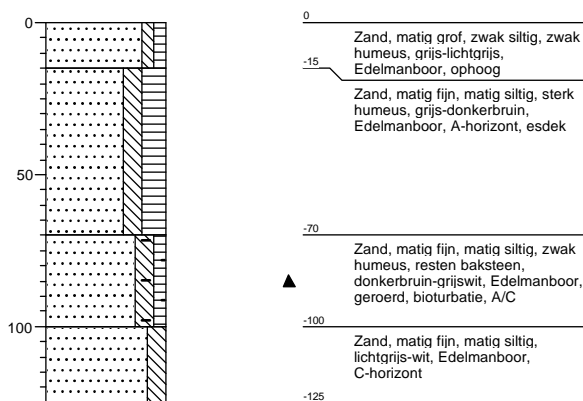 0
50
100
0
Zand, matig grof, zwak siltig, zwak
humeus, grijs-lichtgrijs,
Edelmanboor, ophoog
-15
Zand, matig fijn, matig siltig, sterk
humeus, grijs-donkerbruin,
Edelmanboor, A-horizont, esdek
-70
Zand, matig fijn, matig siltig, zwak
humeus, resten baksteen,
donkerbruin-grijswit, Edelmanboor,
geroerd, bioturbatie, A/C
-100
Zand, matig fijn, matig siltig,
lichtgrijs-wit, Edelmanboor,
C-horizont
-125